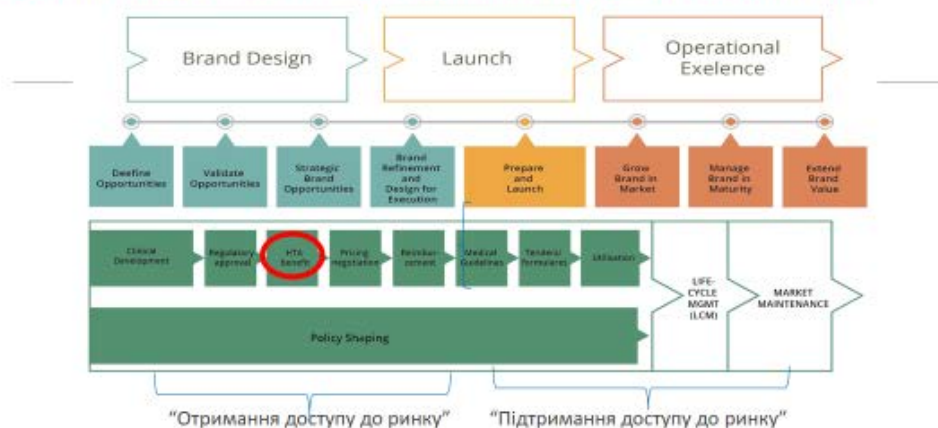 Brand Design
Launch
Operational
Exelence
Deefine
Opportunities
Validate
Opportunities
Strategic
Brand
Opportunities
Brand
Refinement
and
Design for
Execution
Prepare
and
Launch
Grow
Brand in
Market
Manage
Brand in
Maturity
Extend
Brand
Value
Clinical
Development
Regulatory
approval
HTA
benefit
Pricing
negotiation
Reimbur-
sement
Medical
Guidelines
Tenders/
formulares
Utilisation
LIFE-
CYCLE
MGMT
(LCM)
MARKET
MAINTENANCE
Policy Shaping
“Отримання доступу до ринку”
“Підтримання доступу до ринку”